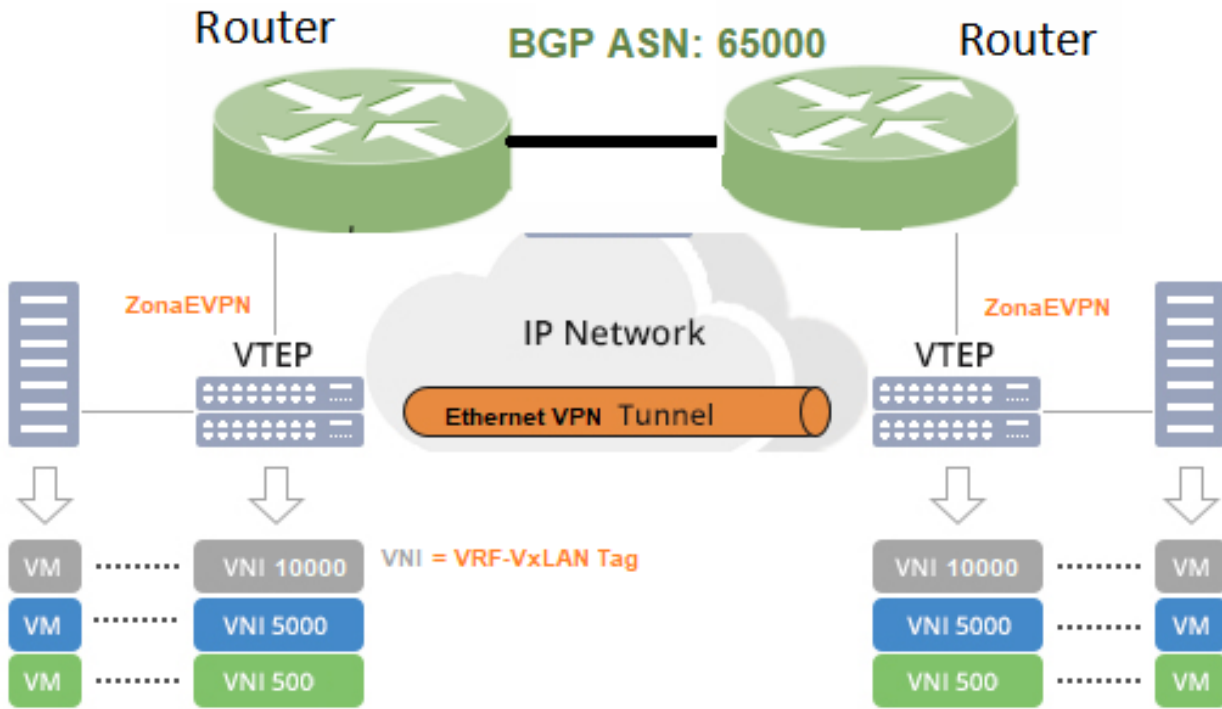 Router
BGP ASN: 65000
Router
ZonaEVPN
ZonaEVPN
VTEP
IP Network
VTEP
Ethernet VPN Tunnel
VM
VNI 10000
VNI = VRF-VxLAN Tag
VNI 10000
VM
VM
VNI 5000
VNI 5000
VM
VM
VNI 500
VNI 500
VM